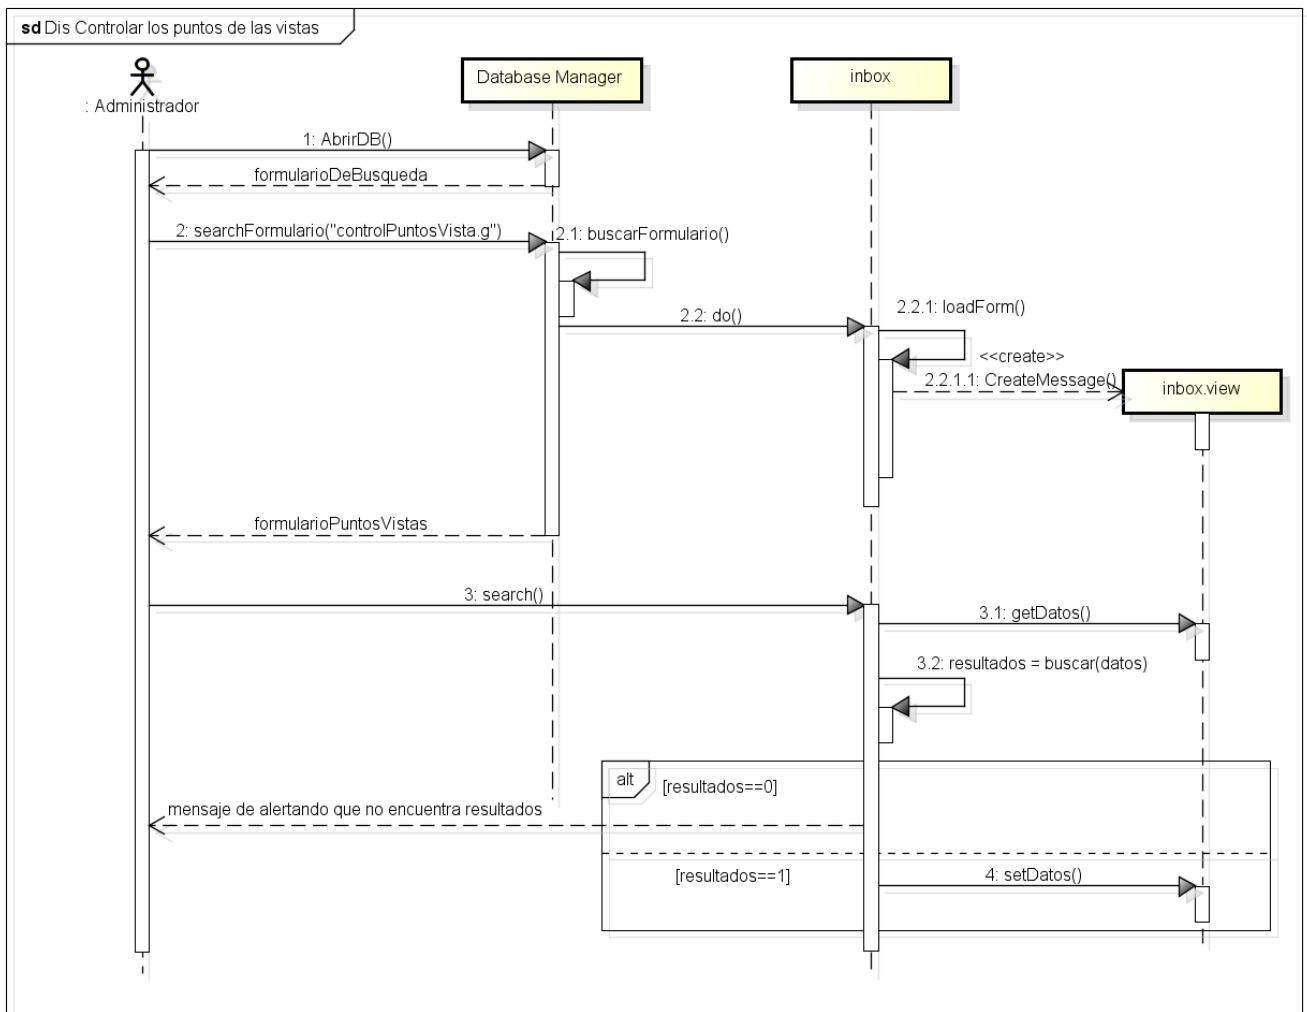 sd Dis Controlar los puntos de las vistas
: Administrador
Database Manager
inbox
1: AbrirDB()
formularioDeBusqueda
2: searchFormulario("controlPuntosVista.g")
2.1: buscarFormulario()
2.2: do()
2.2.1: loadForm()
<<create>>
2.2.1.1: CreateMessage()
inbox.view
formularioPuntosVistas
3: search()
3.1: getDatos()
3.2: resultados = buscar(datos)
alt
[resultados==0]
mensaje de alertando que no encuentra resultados
[resultados==1]
4: setDatos()